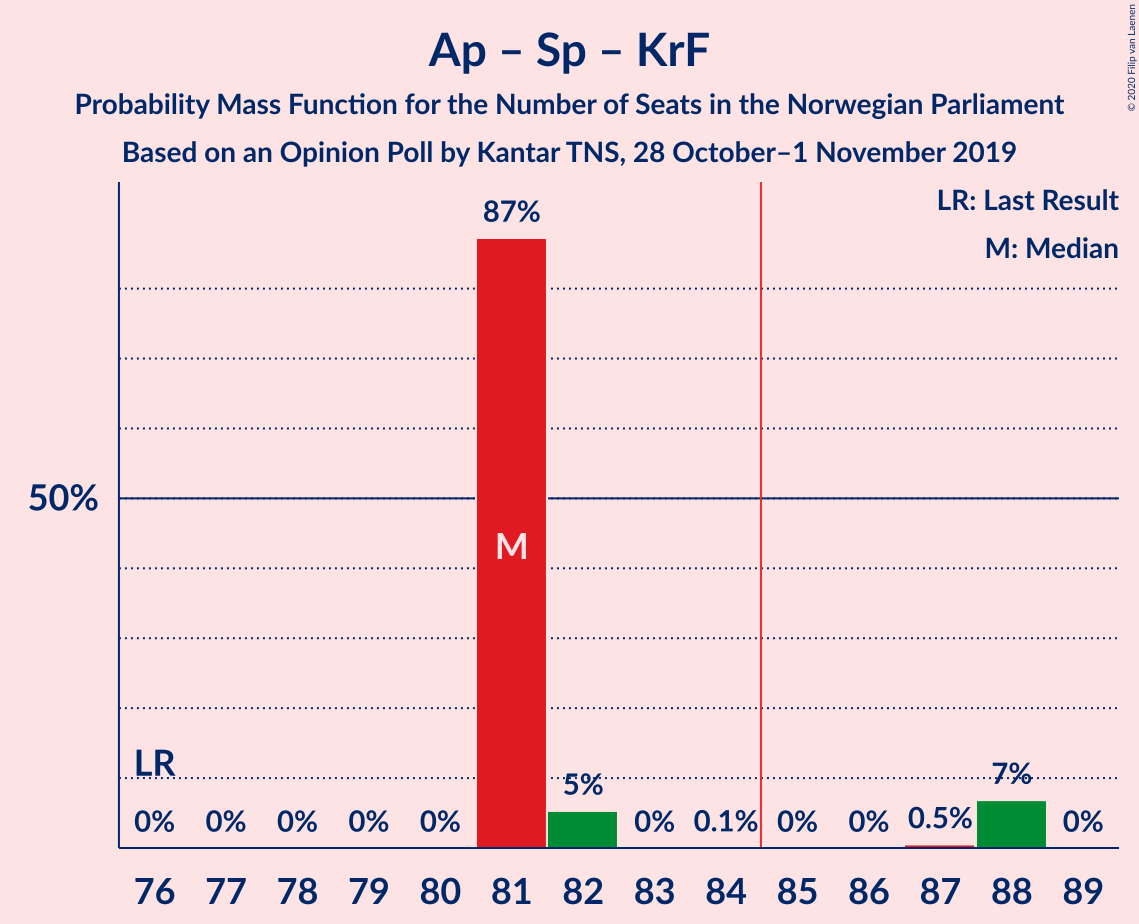 Ap – Sp – KrF
Probability Mass Function for the Number of Seats in the Norwegian Parliament
Based on an Opinion Poll by Kantar TNS, 28 October–1 November 2019
© 2020 Filip van Laenen
LR: Last Result
M: Median
87%
50%
M
LR
5%
7%
0% 0% 0% 0% 0% 0% 0.1% 0% 0% 0.5% 0%
76 77 78 79 80 81 82 83 84 85 86 87 88 89